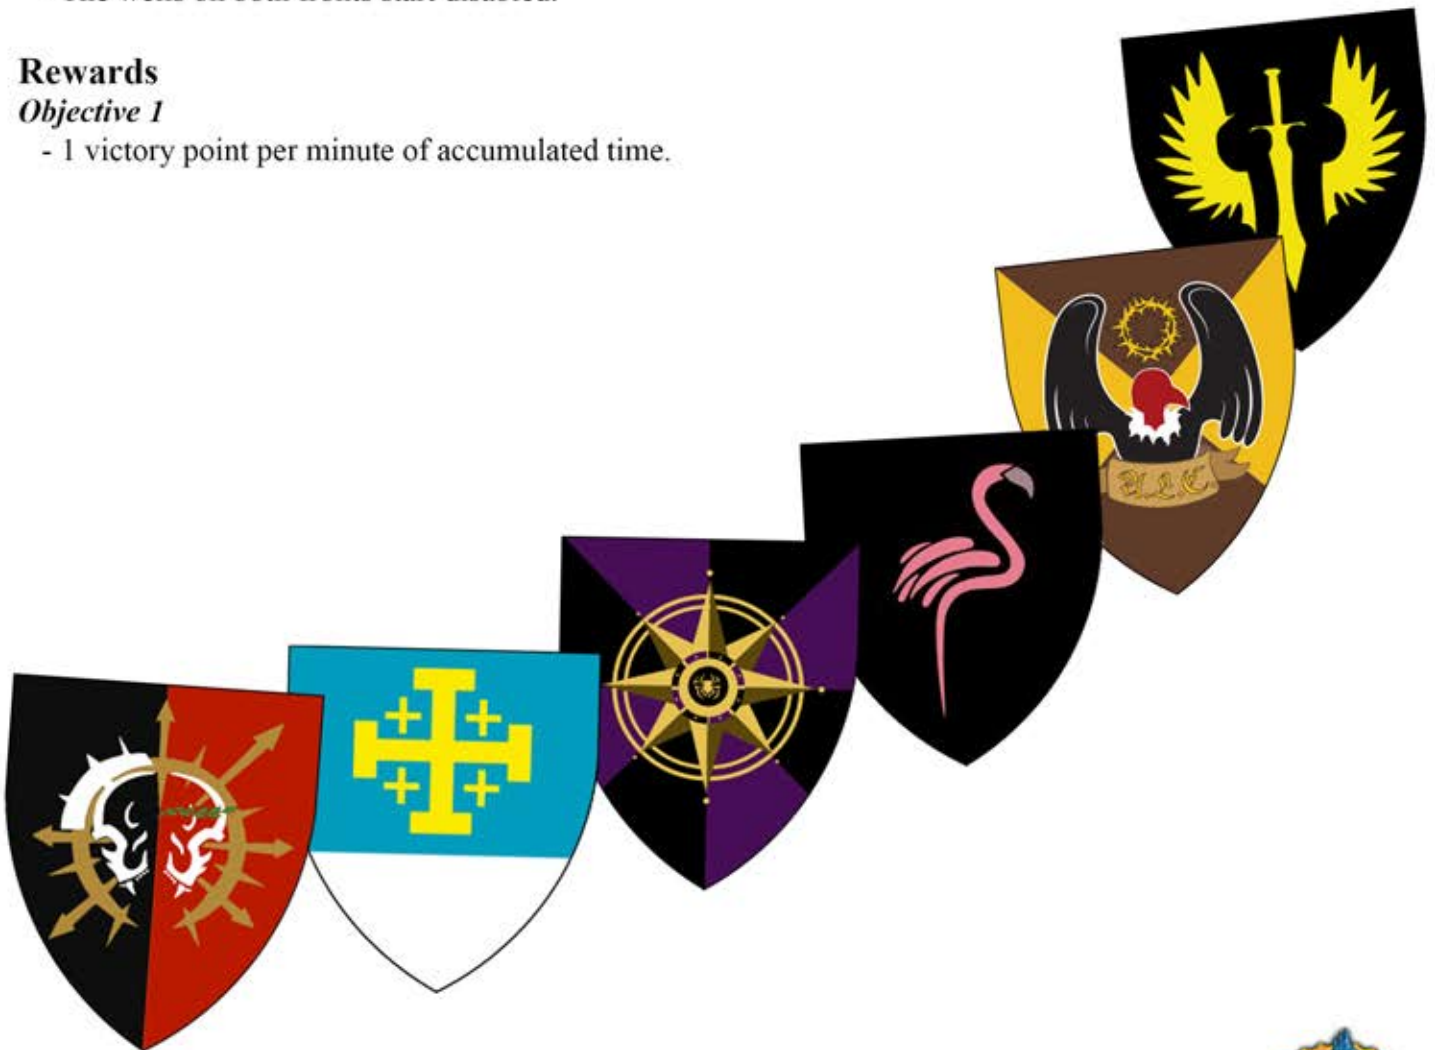 Rewards
Objective 1
- 1 victory point per minute of accumulated time.